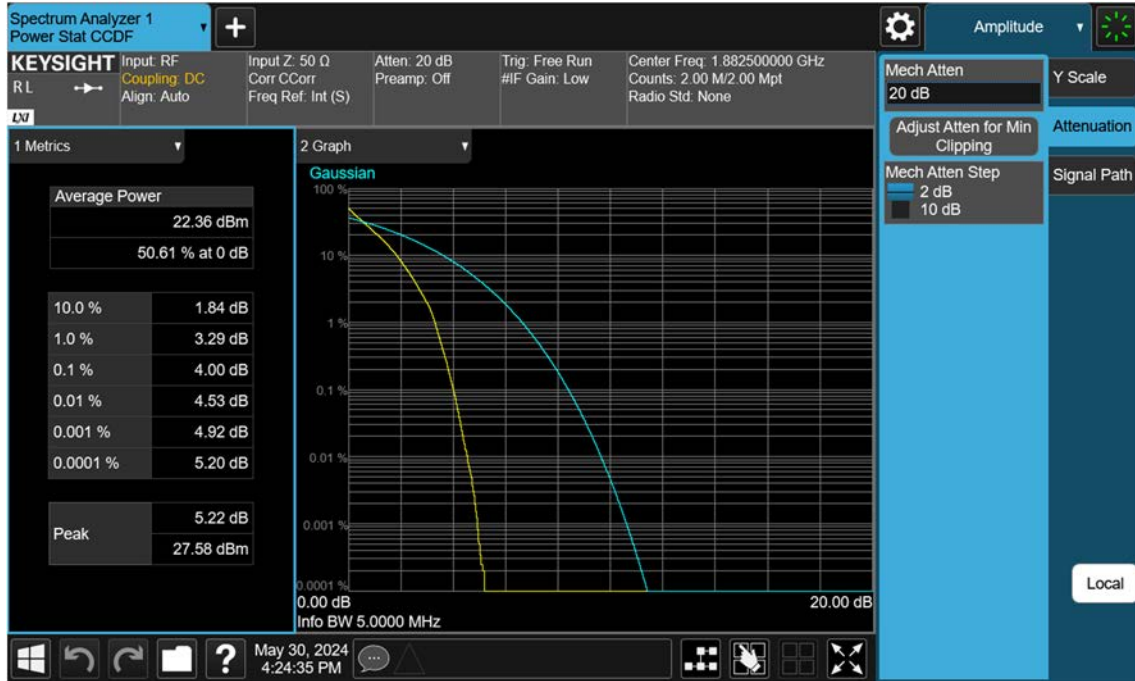 Spectrum Analyzer 1
Power Stat CCDF
+
Amplitude
KEYSIGHT
R L
LXI
Input: RF
Coupling: DC
Align: Auto
Input Z: 50 Ω
Corr CCorr
Freq Ref: Int (S)
Atten: 20 dB
Preamp: Off
Trig: Free Run
#IF Gain: Low
Center Freq: 1.882500000 GHz
Counts: 2.00 M/2.00 Mpt
Radio Std: None
Mech Atten
20 dB
Adjust Atten for Min
Clipping
Mech Atten Step
2 dB
10 dB
Y Scale
Attenuation
Signal Path
1 Metrics
Average Power
22.36 dBm
50.61 % at 0 dB
10.0 % 1.84 dB
1.0 % 3.29 dB
0.1 % 4.00 dB
0.01 % 4.53 dB
0.001 % 4.92 dB
0.0001 % 5.20 dB
Peak
5.22 dB
27.58 dBm
2 Graph
Gaussian
100 %
10 %
1 %
0.1 %
0.01 %
0.001 %
0.0001 %
0.00 dB 20.00 dB
Info BW 5.0000 MHz
Local
?
May 30, 2024
4:24:35 PM